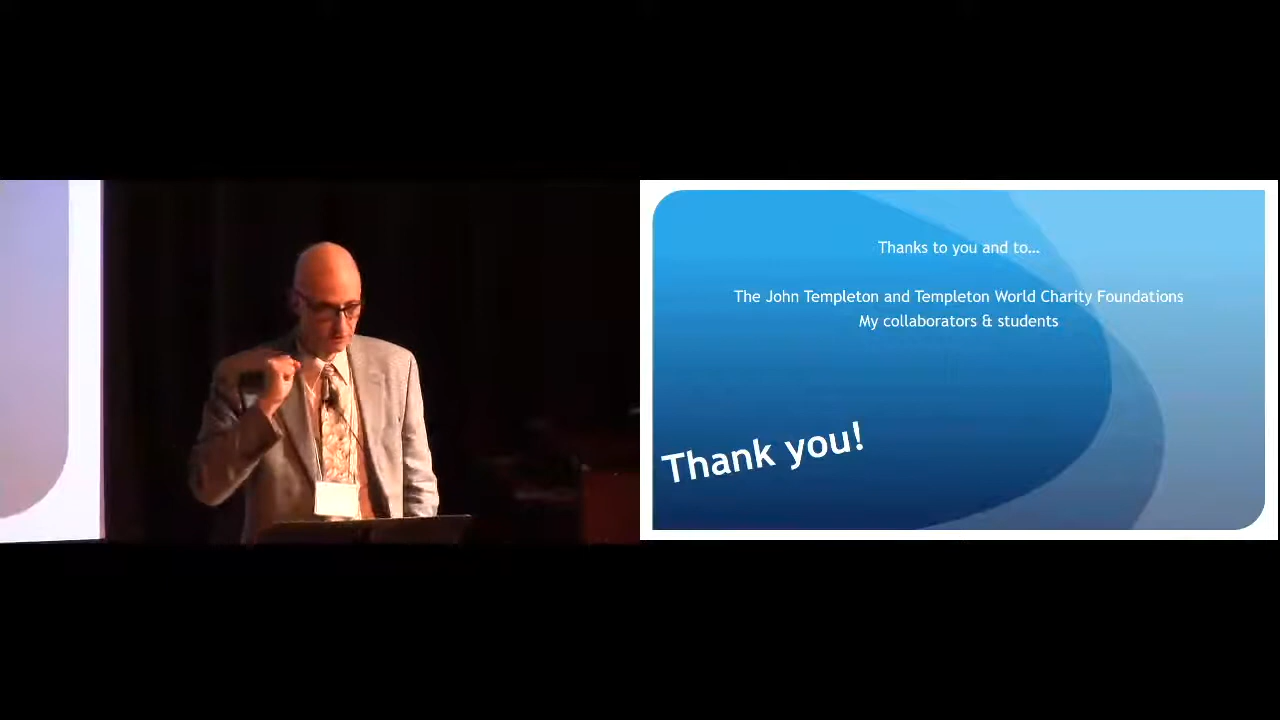 Thanks to you and to…
The John Templeton and Templeton World Charity Foundations
My collaborators & students
Thank you!